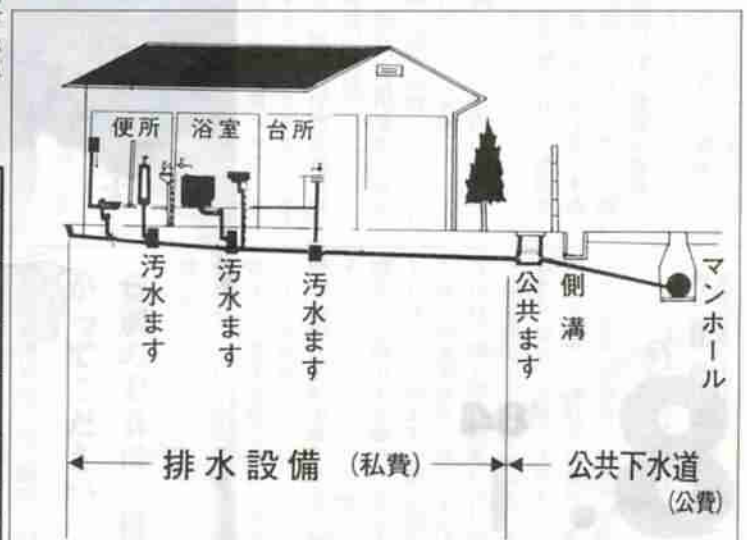 便所 浴室 台所
汚水ます
汚水ます
汚水ます
公共ます
側溝
マンホール
排水設備 (私費)
公共下水道
(公費)